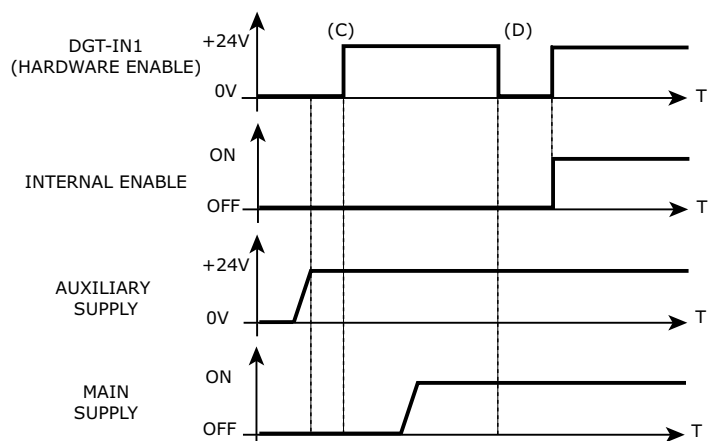 (C)
(D)
DGT-IN1
(HARDWARE ENABLE)
+24V
0V
T
INTERNAL ENABLE
ON
OFF
T
AUXILIARY
SUPPLY
+24V
0V
T
MAIN
SUPPLY
ON
OFF
T